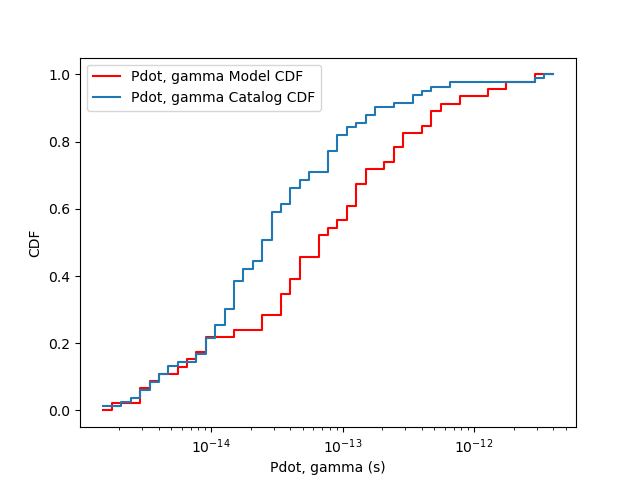 Pdot, gamma Model CDF
Pdot, gamma Catalog CDF
1.0
0.8
0.6
0.4
0.2
0.0
CDF
10⁻¹⁴ 10⁻¹³ 10⁻¹²
Pdot, gamma (s)